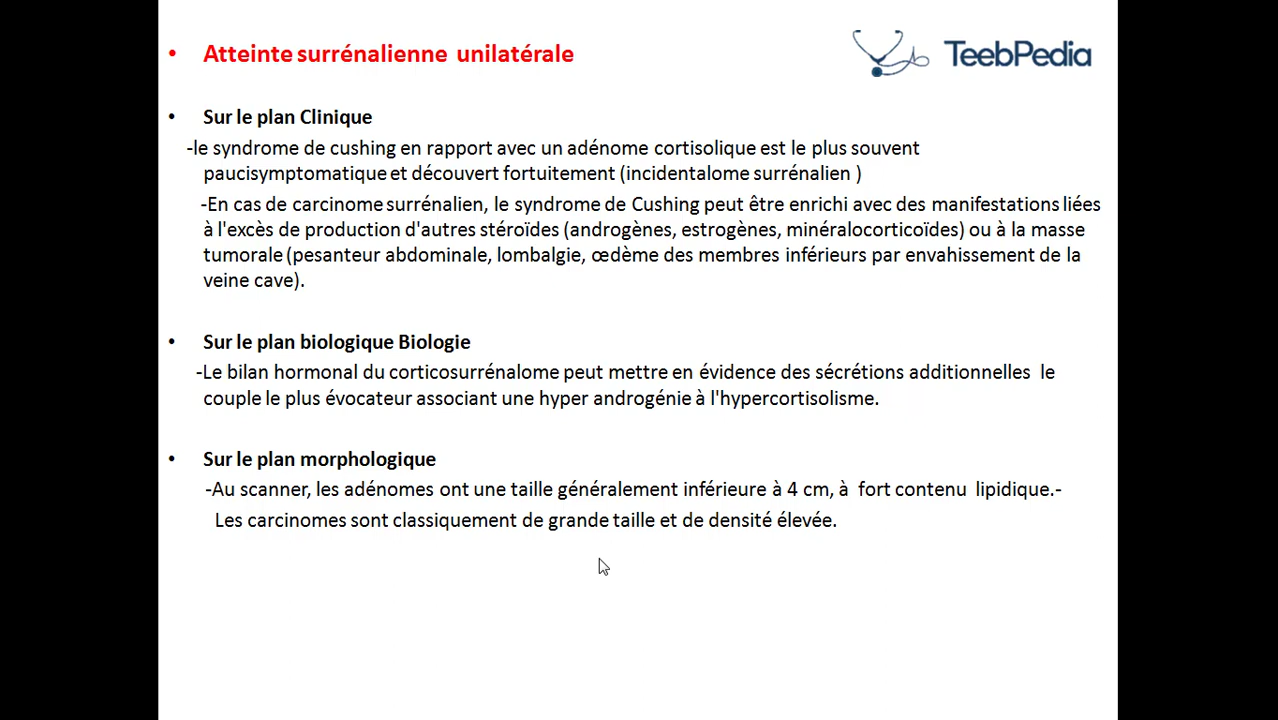 • Atteinte surrénalienne unilatérale
TeebPedia
• Sur le plan Clinique
-le syndrome de cushing en rapport avec un adénome cortisolique est le plus souvent
paucisymptomatique et découvert fortuitement (incidentalome surrénalien )
-En cas de carcinome surrénalien, le syndrome de Cushing peut être enrichi avec des manifestations liées
à l'excès de production d'autres stéroïdes (androgènes, estrogènes, minéralocorticoïdes) ou à la masse
tumorale (pesanteur abdominale, lombalgie, œdème des membres inférieurs par envahissement de la
veine cave).
• Sur le plan biologique Biologie
-Le bilan hormonal du corticosurrénalome peut mettre en évidence des sécrétions additionnelles le
couple le plus évocateur associant une hyper androgénie à l'hypercortisolisme.
• Sur le plan morphologique
-Au scanner, les adénomes ont une taille généralement inférieure à 4 cm, à fort contenu lipidique.-
Les carcinomes sont classiquement de grande taille et de densité élevée.